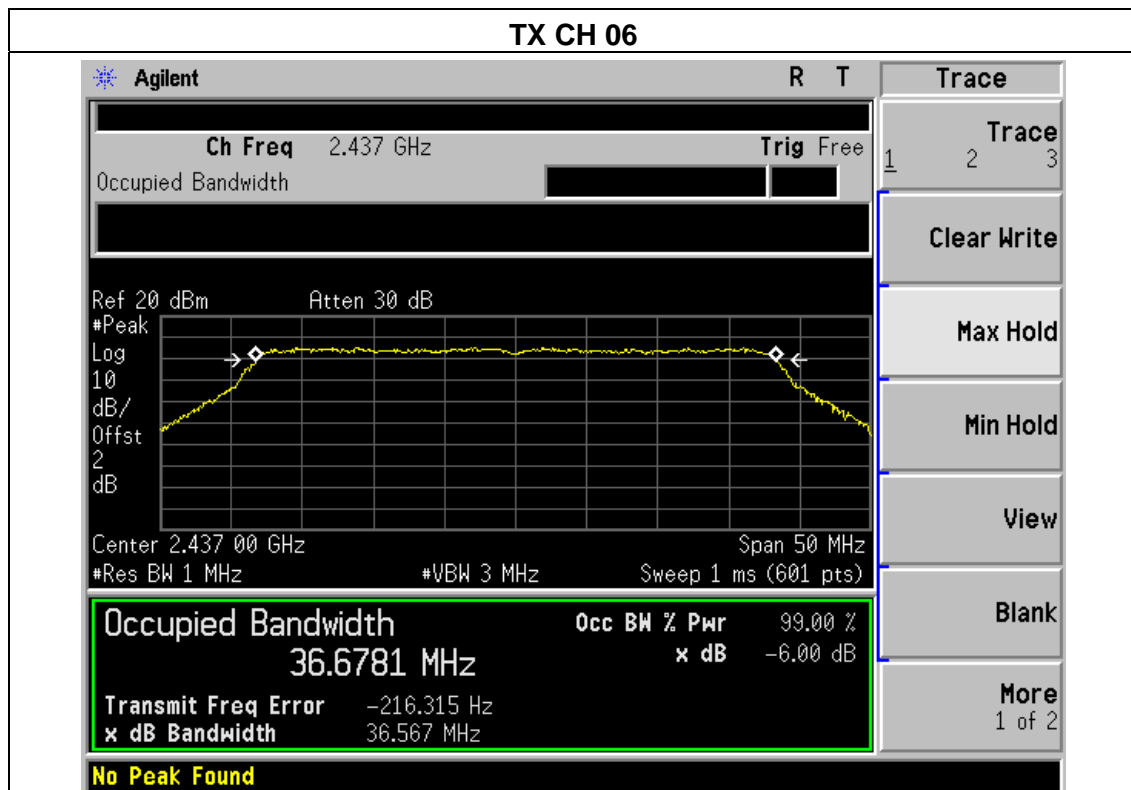 TX CH 06
Agilent R T Trace
Ch Freq 2.437 GHz Trig Free
Occupied Bandwidth
Trace
1 2 3
Clear Write
Max Hold
Min Hold
View
Blank
More
1 of 2
Ref 20 dBm Atten 30 dB
#Peak
Log
10
dB/
Offst
2
dB
Center 2.437 00 GHz Span 50 MHz
#Res BW 1 MHz #VBW 3 MHz Sweep 1 ms (601 pts)
Occupied Bandwidth Occ BW % Pwr 99.00 %
36.6781 MHz x dB -6.00 dB
Transmit Freq Error -216.315 Hz
x dB Bandwidth 36.567 MHz
No Peak Found